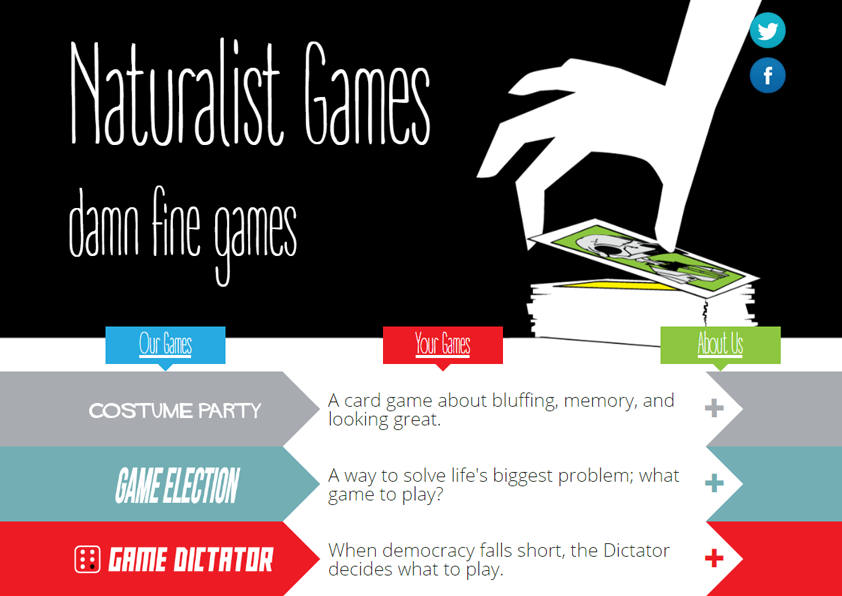 Naturalist Games
damn fine games
Our Games
Your Games
About Us
COSTUME PARTY
A card game about bluffing, memory, and
looking great.
GAME ELECTION
A way to solve life's biggest problem; what
game to play?
GAME DICTATOR
When democracy falls short, the Dictator
decides what to play.